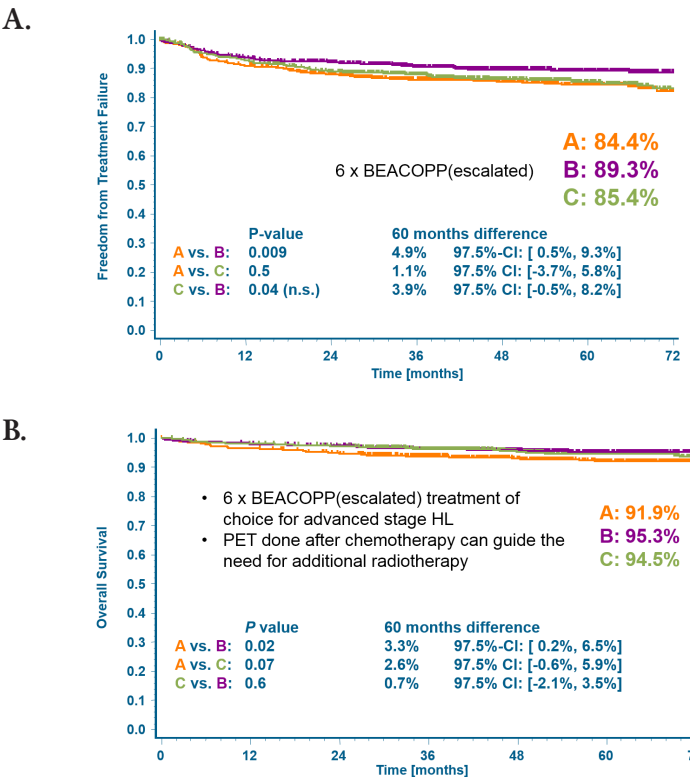 A.
Freedom from Treatment Failure
1.0
0.9
0.8
0.7
0.6
0.5
0.4
0.3
0.2
0.1
0.0
A: 84.4%
6 x BEACOPP(escalated) B: 89.3%
C: 85.4%
P-value 60 months difference
A vs. B: 0.009 4.9% 97.5%-CI: [ 0.5%, 9.3%]
A vs. C: 0.5 1.1% 97.5% CI: [-3.7%, 5.8%]
C vs. B: 0.04 (n.s.) 3.9% 97.5% CI: [-0.5%, 8.2%]
0 12 24 36 48 60 72
Time [months]
B.
Overall Survival
1.0
0.9
0.8
0.7
0.6
0.5
0.4
0.3
0.2
0.1
0.0
• 6 x BEACOPP(escalated) treatment of
choice for advanced stage HL
• PET done after chemotherapy can guide the
need for additional radiotherapy
A: 91.9%
B: 95.3%
C: 94.5%
P value 60 months difference
A vs. B: 0.02 3.3% 97.5%-CI: [ 0.2%, 6.5%]
A vs. C: 0.07 2.6% 97.5% CI: [-0.6%, 5.9%]
C vs. B: 0.6 0.7% 97.5% CI: [-2.1%, 3.5%]
0 12 24 36 48 60
Time [months]